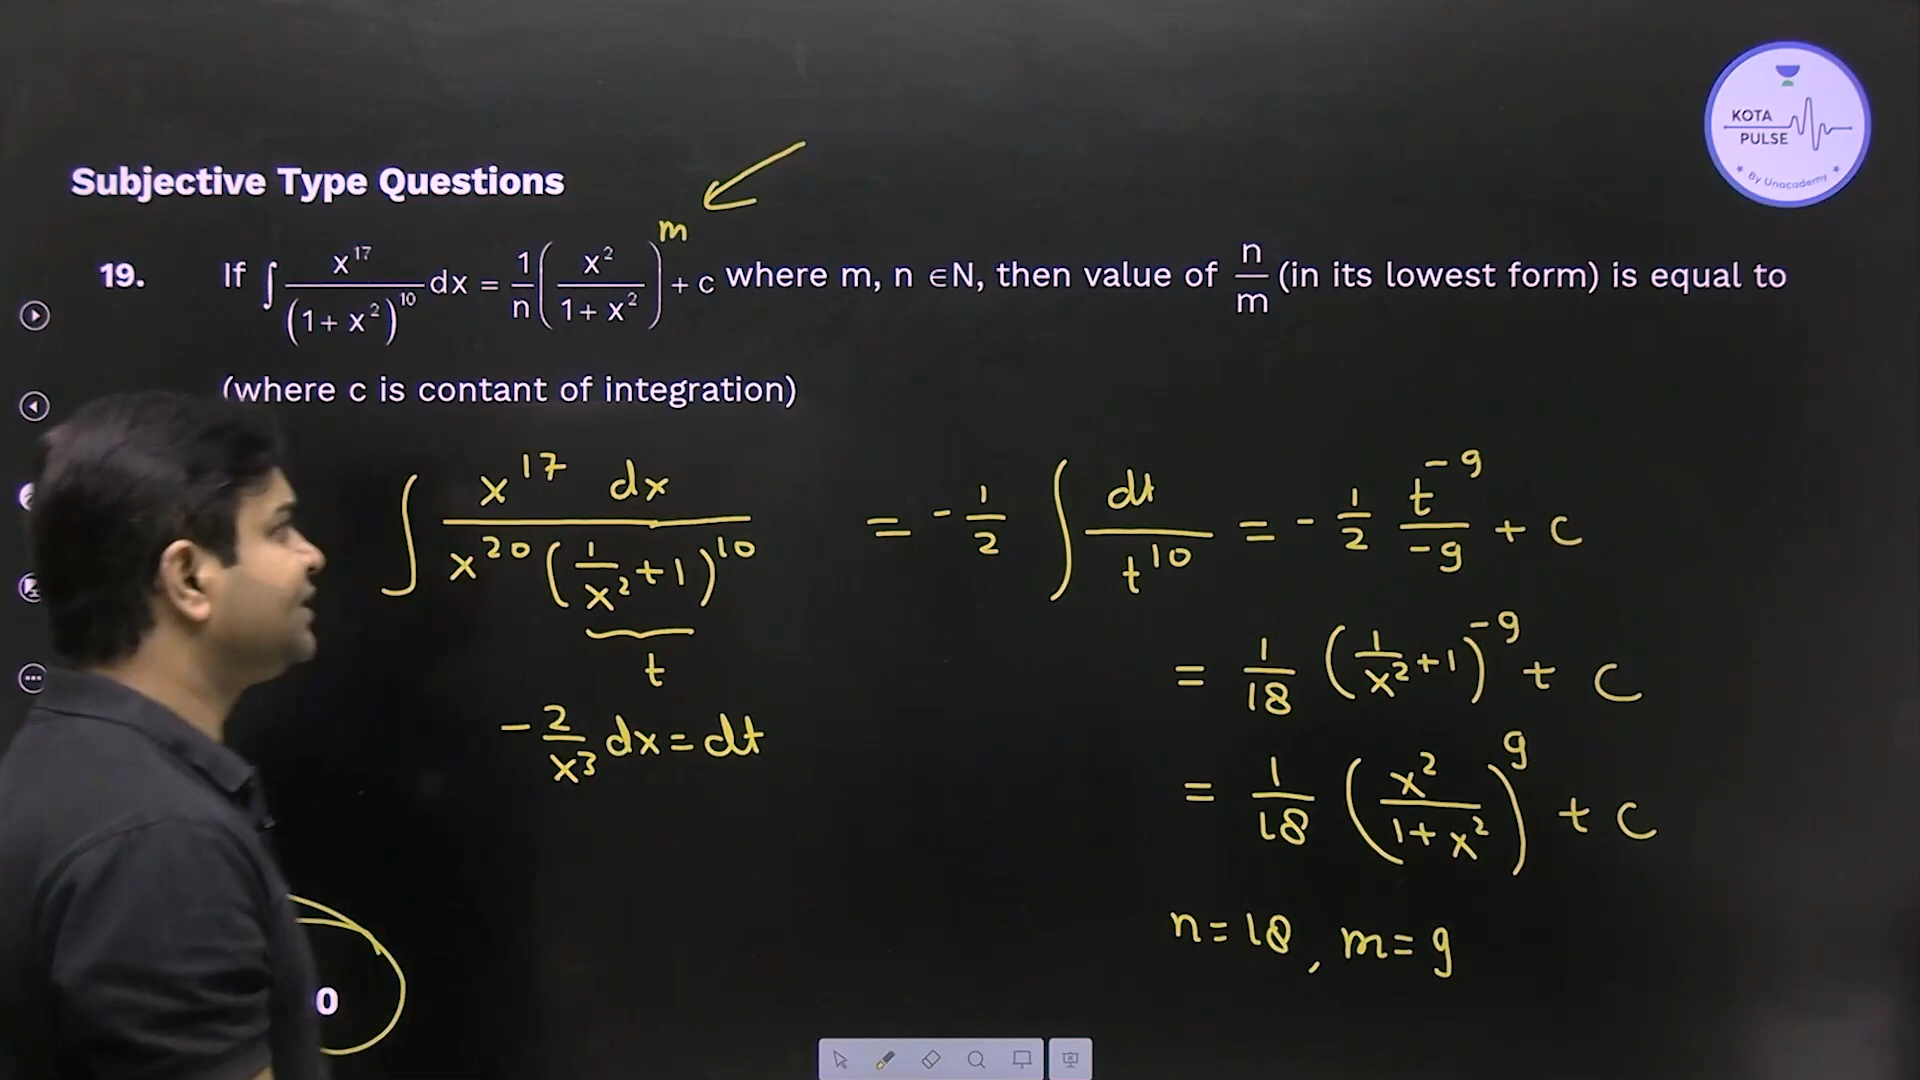 KOTA
PULSE
★ By Unacademy ★
Subjective Type Questions
m
19. If ∫ x¹⁷/(1 + x²)¹⁰ dx = 1/n (x²/(1 + x²)) + c where m, n ∈N, then value of n/m (in its lowest form) is equal to
(where c is contant of integration)
∫ x¹⁷ dx / x²⁰ (1/x² + 1)¹⁰ = - 1/2 ∫ dt/t¹⁰ = - 1/2 t⁻⁹/-9 + c
t
= 1/18 (1/x² + 1)⁻⁹ + c
- 2/x³ dx = dt
= 1/18 (x²/(1 + x²))⁹ + c
n = 18, m = 9
0